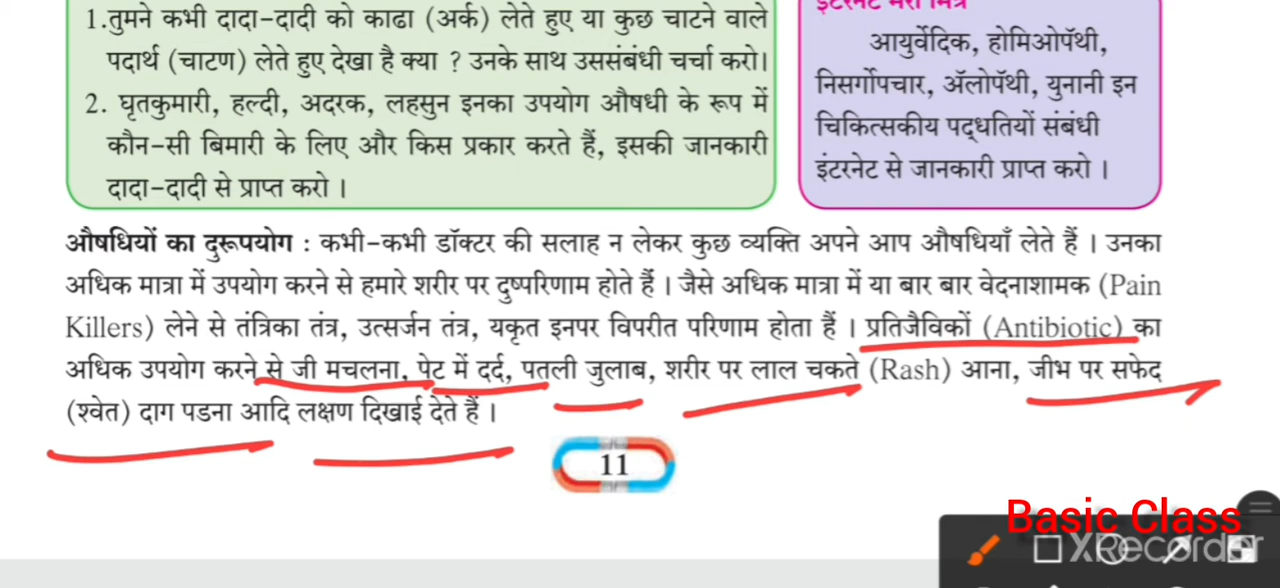 1.तुमने कभी दादा-दादी को काढा (अर्क) लेते हुए या कुछ चाटने वाले
पदार्थ (चाटण) लेते हुए देखा है क्या ? उनके साथ उससंबंधी चर्चा करो।
2. घृतकुमारी, हल्दी, अदरक, लहसुन इनका उपयोग औषधी के रूप में
कौन-सी बिमारी के लिए और किस प्रकार करते हैं, इसकी जानकारी
दादा-दादी से प्राप्त करो ।
इंटरनेट मेरा मित्र
आयुर्वेदिक, होमिओपॅथी,
निसर्गोपचार, ॲलोपॅथी, युनानी इन
चिकित्सकीय पद्धतियों संबंधी
इंटरनेट से जानकारी प्राप्त करो ।
औषधियों का दुरूपयोग : कभी-कभी डॉक्टर की सलाह न लेकर कुछ व्यक्ति अपने आप औषधियाँ लेते हैं । उनका
अधिक मात्रा में उपयोग करने से हमारे शरीर पर दुष्परिणाम होते हैं । जैसे अधिक मात्रा में या बार बार वेदनाशामक (Pain
Killers) लेने से तंत्रिका तंत्र, उत्सर्जन तंत्र, यकृत इनपर विपरीत परिणाम होता हैं । प्रतिजैविकों (Antibiotic) का
अधिक उपयोग करने से जी मचलना, पेट में दर्द, पतली जुलाब, शरीर पर लाल चकते (Rash) आना, जीभ पर सफेद
(श्वेत) दाग पडना आदि लक्षण दिखाई देते हैं ।
11
Basic Class
XRecorder